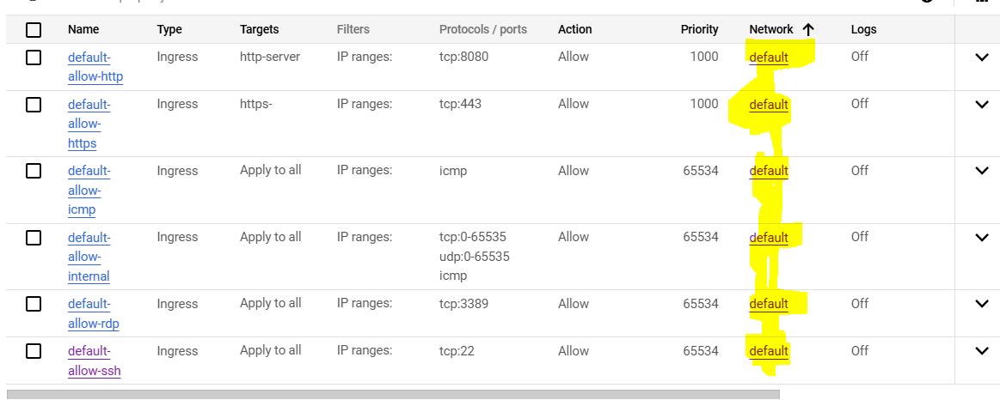 Name Type Targets Filters Protocols / ports Action Priority Network Logs
default- Ingress http-server IP ranges: tcp:8080 Allow 1000 default Off
allow-http
default- Ingress https- IP ranges: tcp:443 Allow 1000 default Off
allow-
https
default- Ingress Apply to all IP ranges: icmp Allow 65534 default Off
allow-
icmp
default- Ingress Apply to all IP ranges: tcp:0-65535 Allow 65534 default Off
allow- udp:0-65535
internal icmp
default- Ingress Apply to all IP ranges: tcp:3389 Allow 65534 default Off
allow-rdp
default- Ingress Apply to all IP ranges: tcp:22 Allow 65534 default Off
allow-ssh